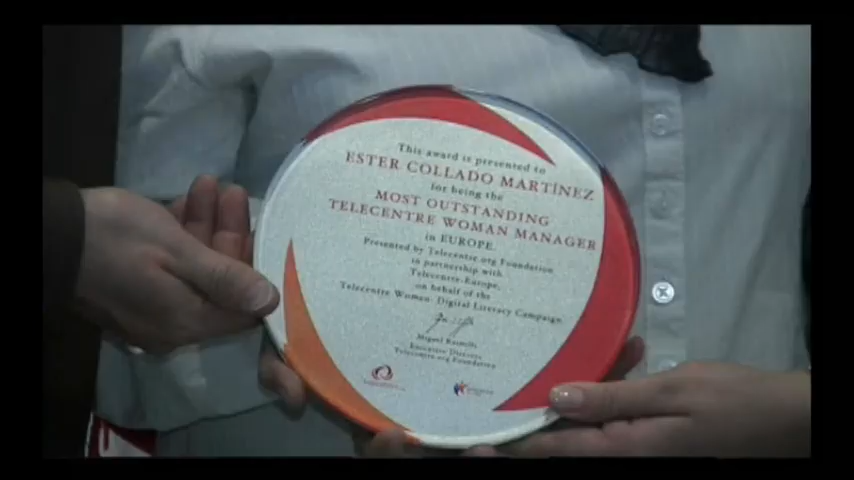 This award is presented to
ESTER COLLADO MARTÍNEZ
for being the
MOST OUTSTANDING
TELECENTRE WOMAN MANAGER
in EUROPE.
Presented by Telecentre.org Foundation
in partnership with
Telecentre-Europe,
on behalf of the
Telecentre Women: Digital Literacy Campaign.
Miguel
Executive Director
Telecentre.org Foundation